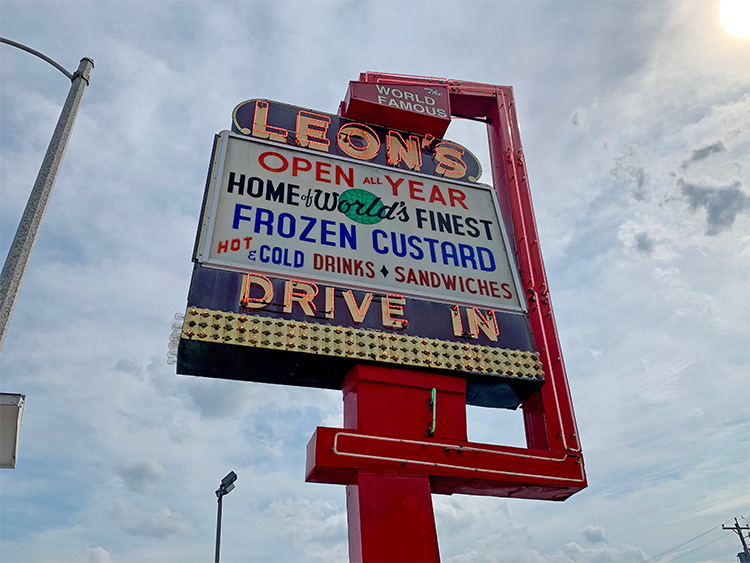 The
WORLD
FAMOUS
LEON'S
OPEN ALL YEAR
HOME of World's FINEST
FROZEN CUSTARD
HOT & COLD DRINKS ♦ SANDWICHES
DRIVE IN